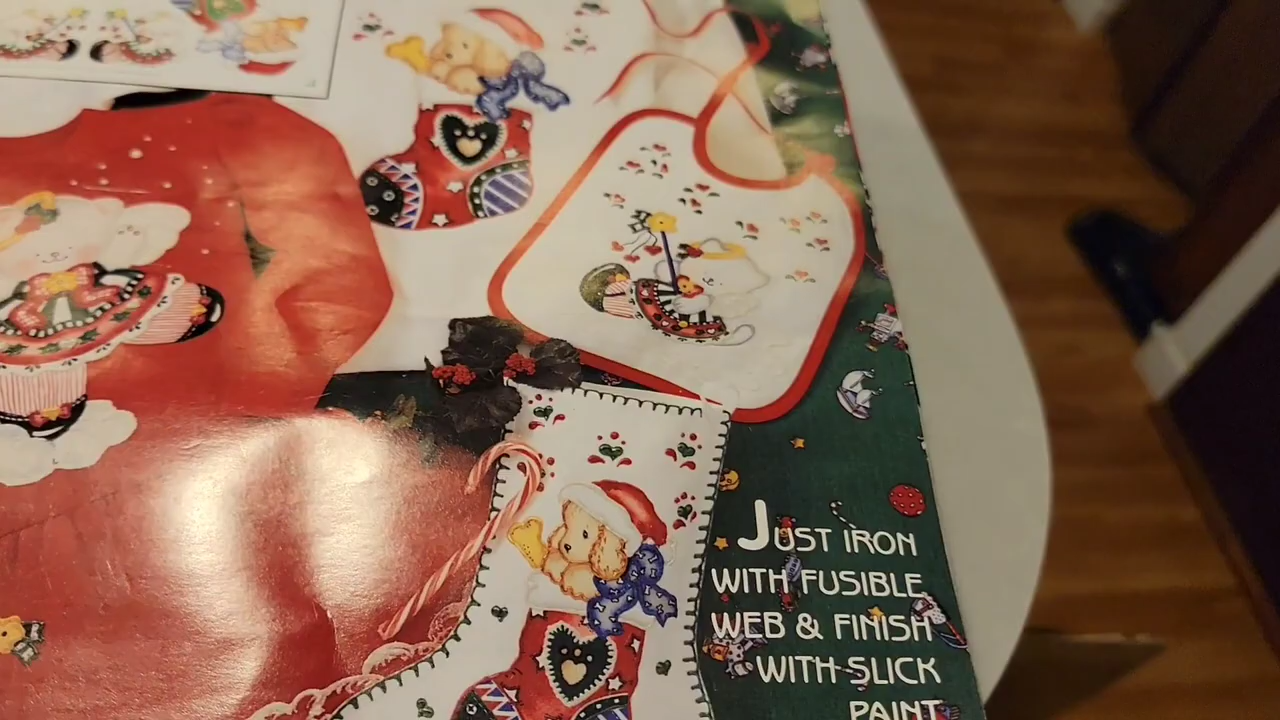 JUST IRON
WITH FUSIBLE
WEB & FINISH
WITH SLICK
PAINT